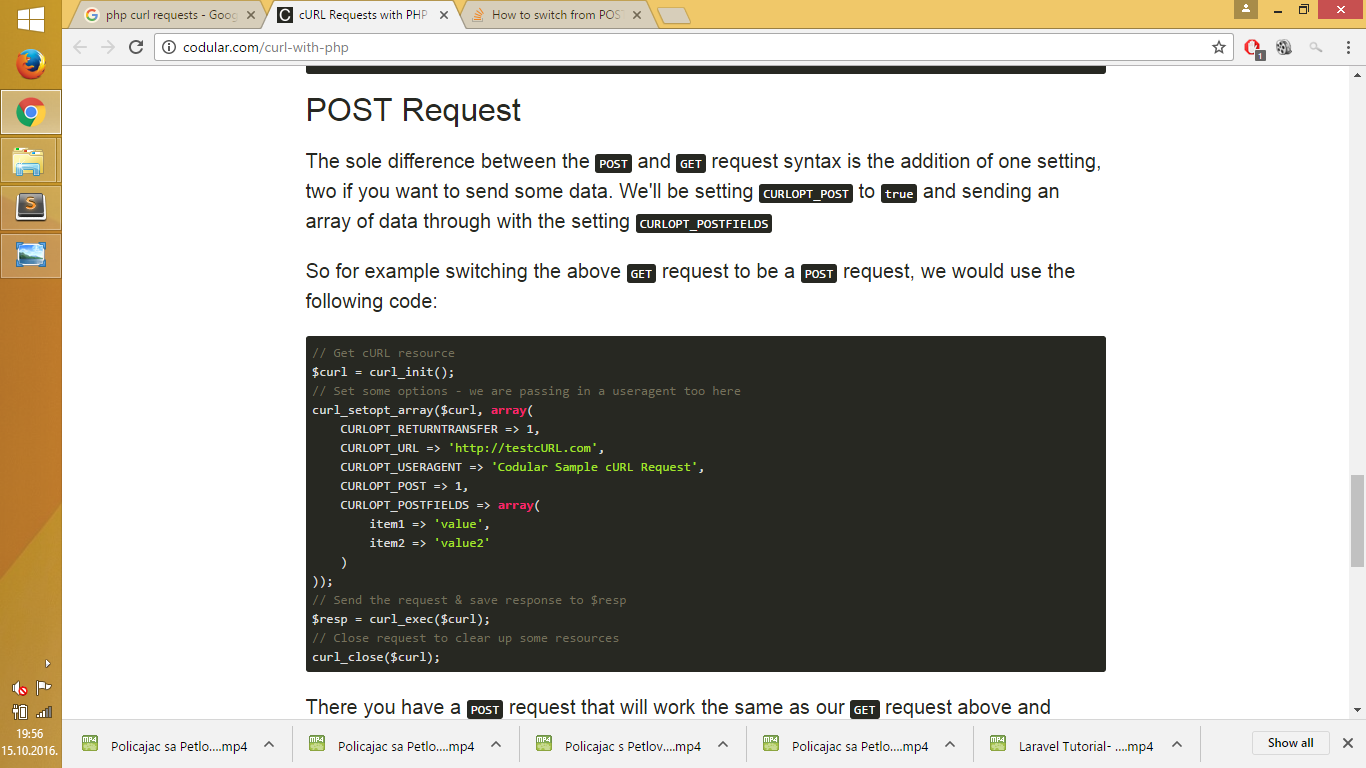 php curl requests - Goog
cURL Requests with PHP
How to switch from POS
codular.com/curl-with-php
1
POST Request
The sole difference between the POST and GET request syntax is the addition of one setting,
two if you want to send some data. We'll be setting CURLOPT_POST to true and sending an
array of data through with the setting CURLOPT_POSTFIELDS
So for example switching the above GET request to be a POST request, we would use the
following code:
// Get cURL resource
$curl = curl_init();
// Set some options - we are passing in a useragent too here
curl_setopt_array($curl, array(
    CURLOPT_RETURNTRANSFER => 1,
    CURLOPT_URL => 'http://testcURL.com',
    CURLOPT_USERAGENT => 'Codular Sample cURL Request',
    CURLOPT_POST => 1,
    CURLOPT_POSTFIELDS => array(
        item1 => 'value',
        item2 => 'value2'
    )
));
// Send the request & save response to $resp
$resp = curl_exec($curl);
// Close request to clear up some resources
curl_close($curl);
There you have a POST request that will work the same as our GET request above and
19:56
15.10.2016.
Policajac sa Petlo....mp4
Policajac sa Petlo....mp4
Policajac s Petlov....mp4
Policajac sa Petlo....mp4
Laravel Tutorial- ....mp4
Show all